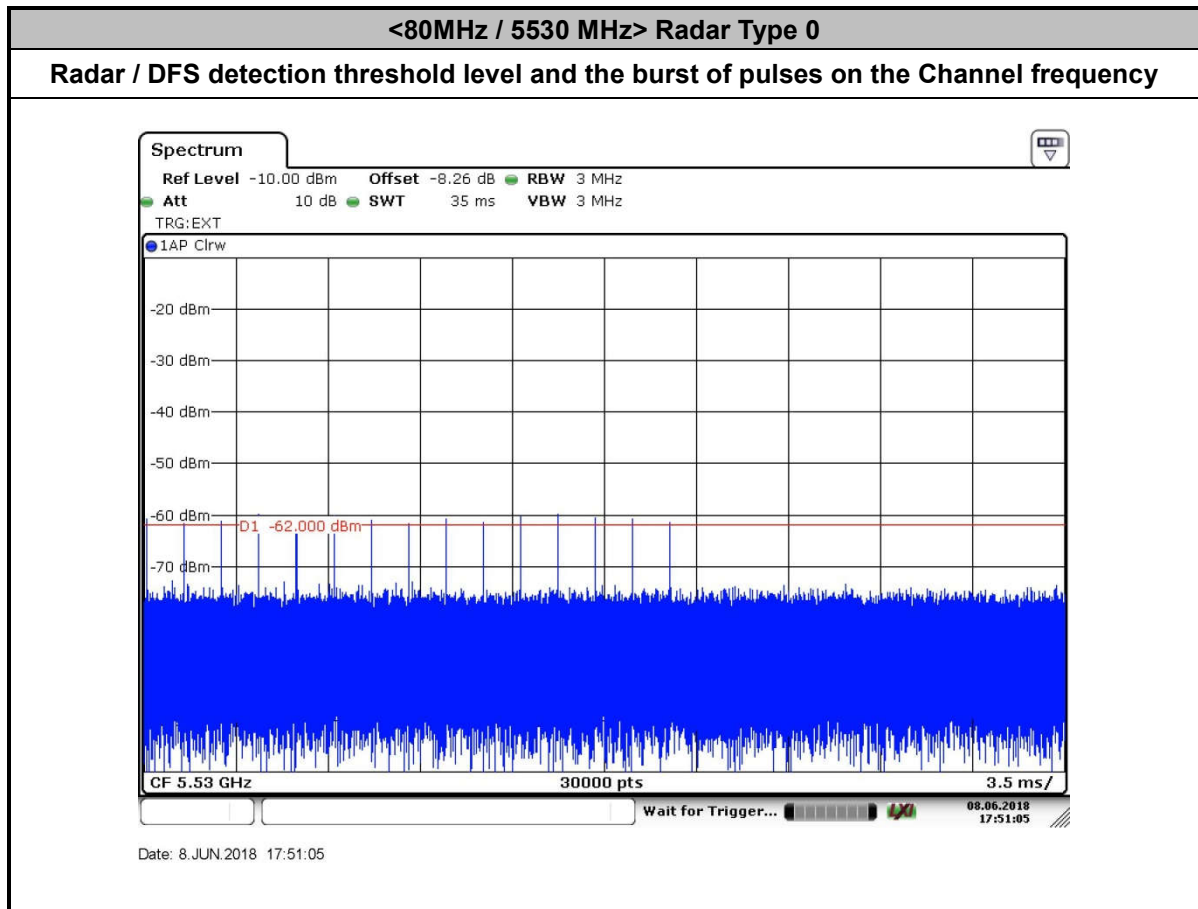 <80MHz / 5530 MHz> Radar Type 0
Radar / DFS detection threshold level and the burst of pulses on the Channel frequency
Spectrum
Ref Level -10.00 dBm Offset -8.26 dB RBW 3 MHz
Att 10 dB SWT 35 ms VBW 3 MHz
TRG:EXT
1AP Clrw
-20 dBm
-30 dBm
-40 dBm
-50 dBm
-60 dBm
D1 -62.000 dBm
-70 dBm
CF 5.53 GHz 30000 pts 3.5 ms/
Wait for Trigger... LXI 08.06.2018
17:51:05
Date: 8.JUN.2018 17:51:05